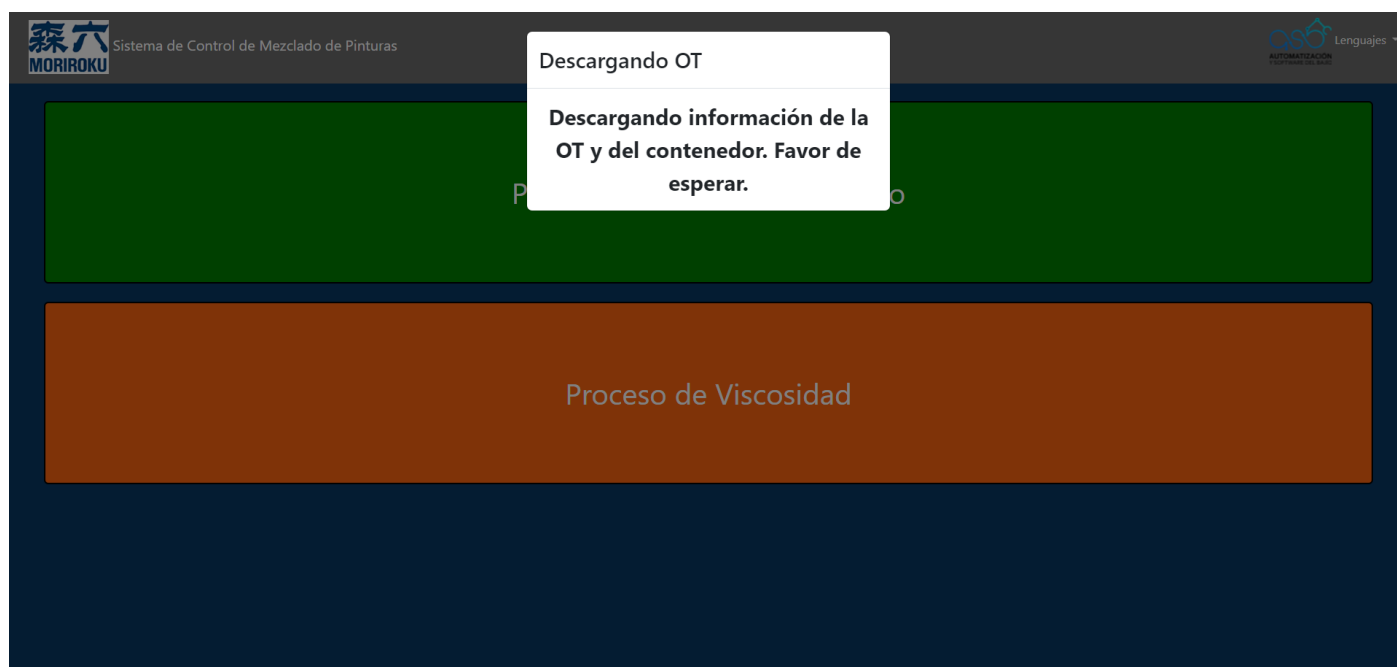 森六
MORIROKU
Sistema de Control de Mezclado de Pinturas
AUTOMATIZACIÓN
Lenguajes
Descargando OT
Descargando información de la
OT y del contenedor. Favor de
esperar.
Proceso de Viscosidad